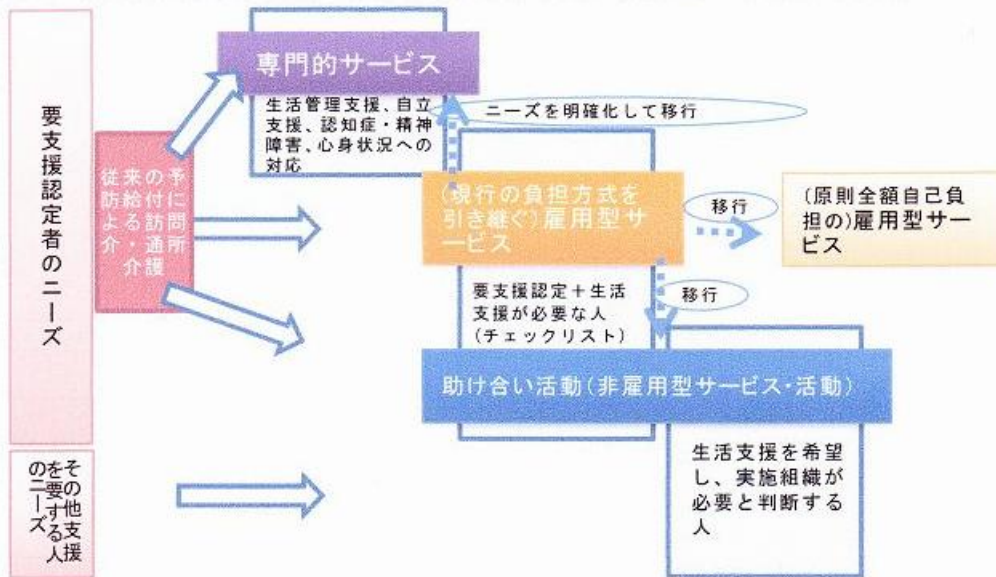 要支援認定者のニーズ
従来の予
防給付に
よる訪問
介・通所
介護
専門的サービス
生活管理支援、自立
支援、認知症・精神
障害、心身状況への
対応
ニーズを明確化して移行
(現行の負担方式を
引き継ぐ)雇用型サ
ービス
移行
(原則全額自己負
担の)雇用型サービ
ス
要支援認定+生活
支援が必要な人
(チェックリスト)
移行
助け合い活動(非雇用型サービス・活動)
生活支援を希望
し、実施組織が
必要と判断する
人
その他支援
を要する人
のニーズ